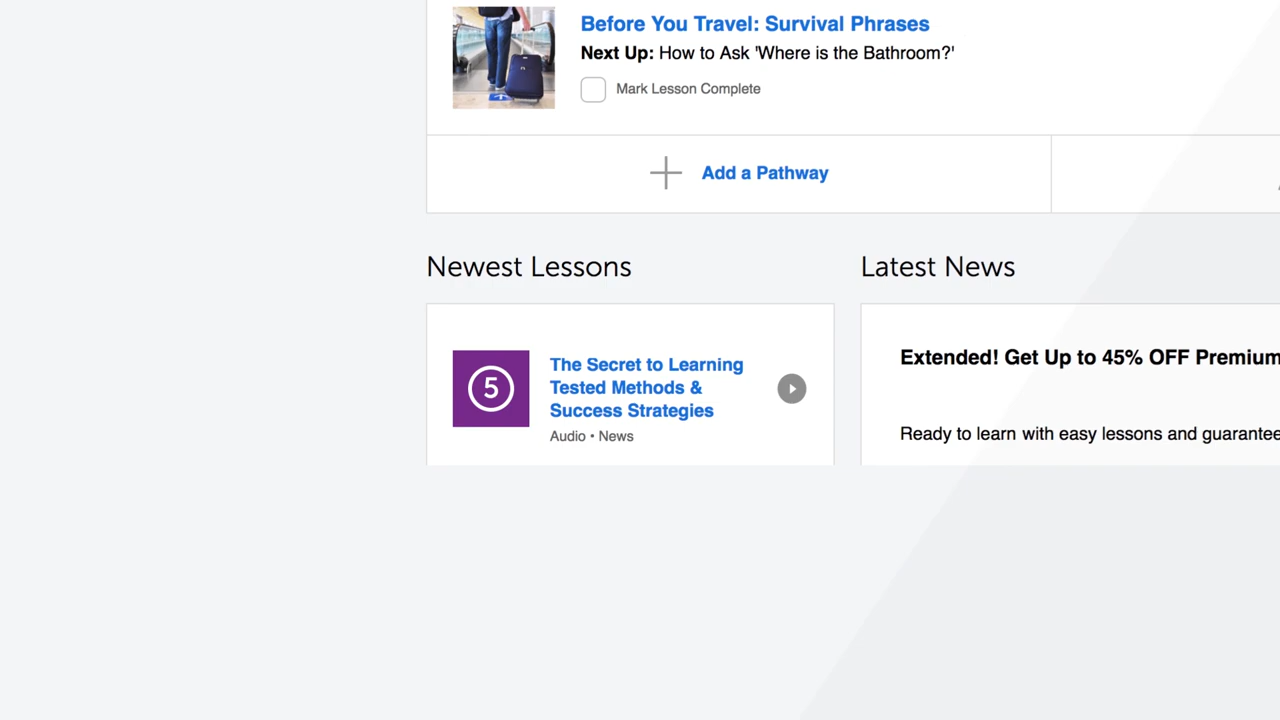 Before You Travel: Survival Phrases
Next Up: How to Ask 'Where is the Bathroom?'
Mark Lesson Complete
Add a Pathway
Newest Lessons
Latest News
5
The Secret to Learning
Tested Methods &
Success Strategies
Audio • News
Extended! Get Up to 45% OFF Premium
Ready to learn with easy lessons and guarantee